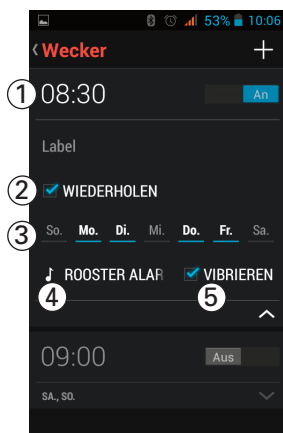 53% 10:06
Wecker
1 08:30 An
Label
2 WIEDERHOLEN
3 So. Mo. Di. Mi. Do. Fr. Sa.
ROOSTER ALAR VIBRIEREN
4 5
09:00 Aus
SA., SO.